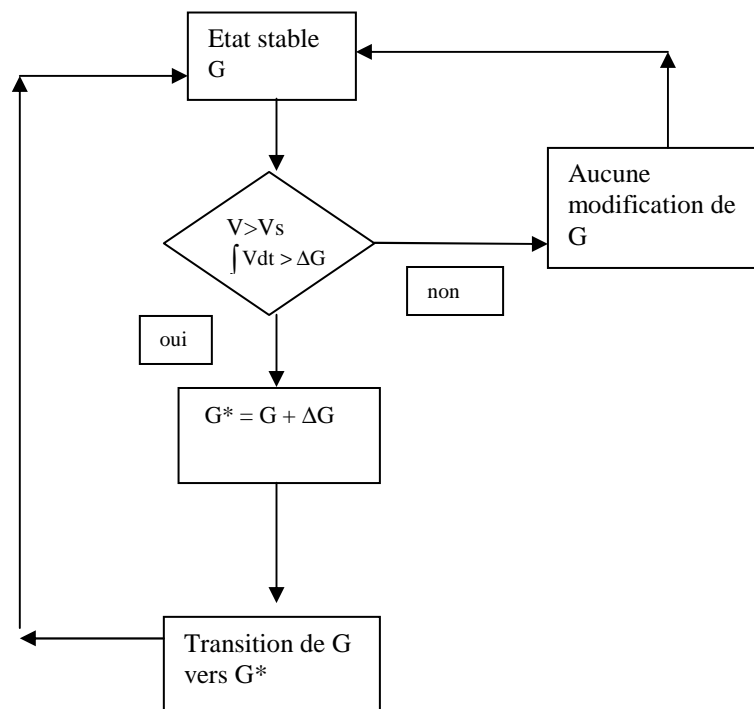 Etat stable
G
V>Vs
∫Vdt > ΔG
Aucune
modification de
G
non
oui
G* = G + ΔG
Transition de G
vers G*